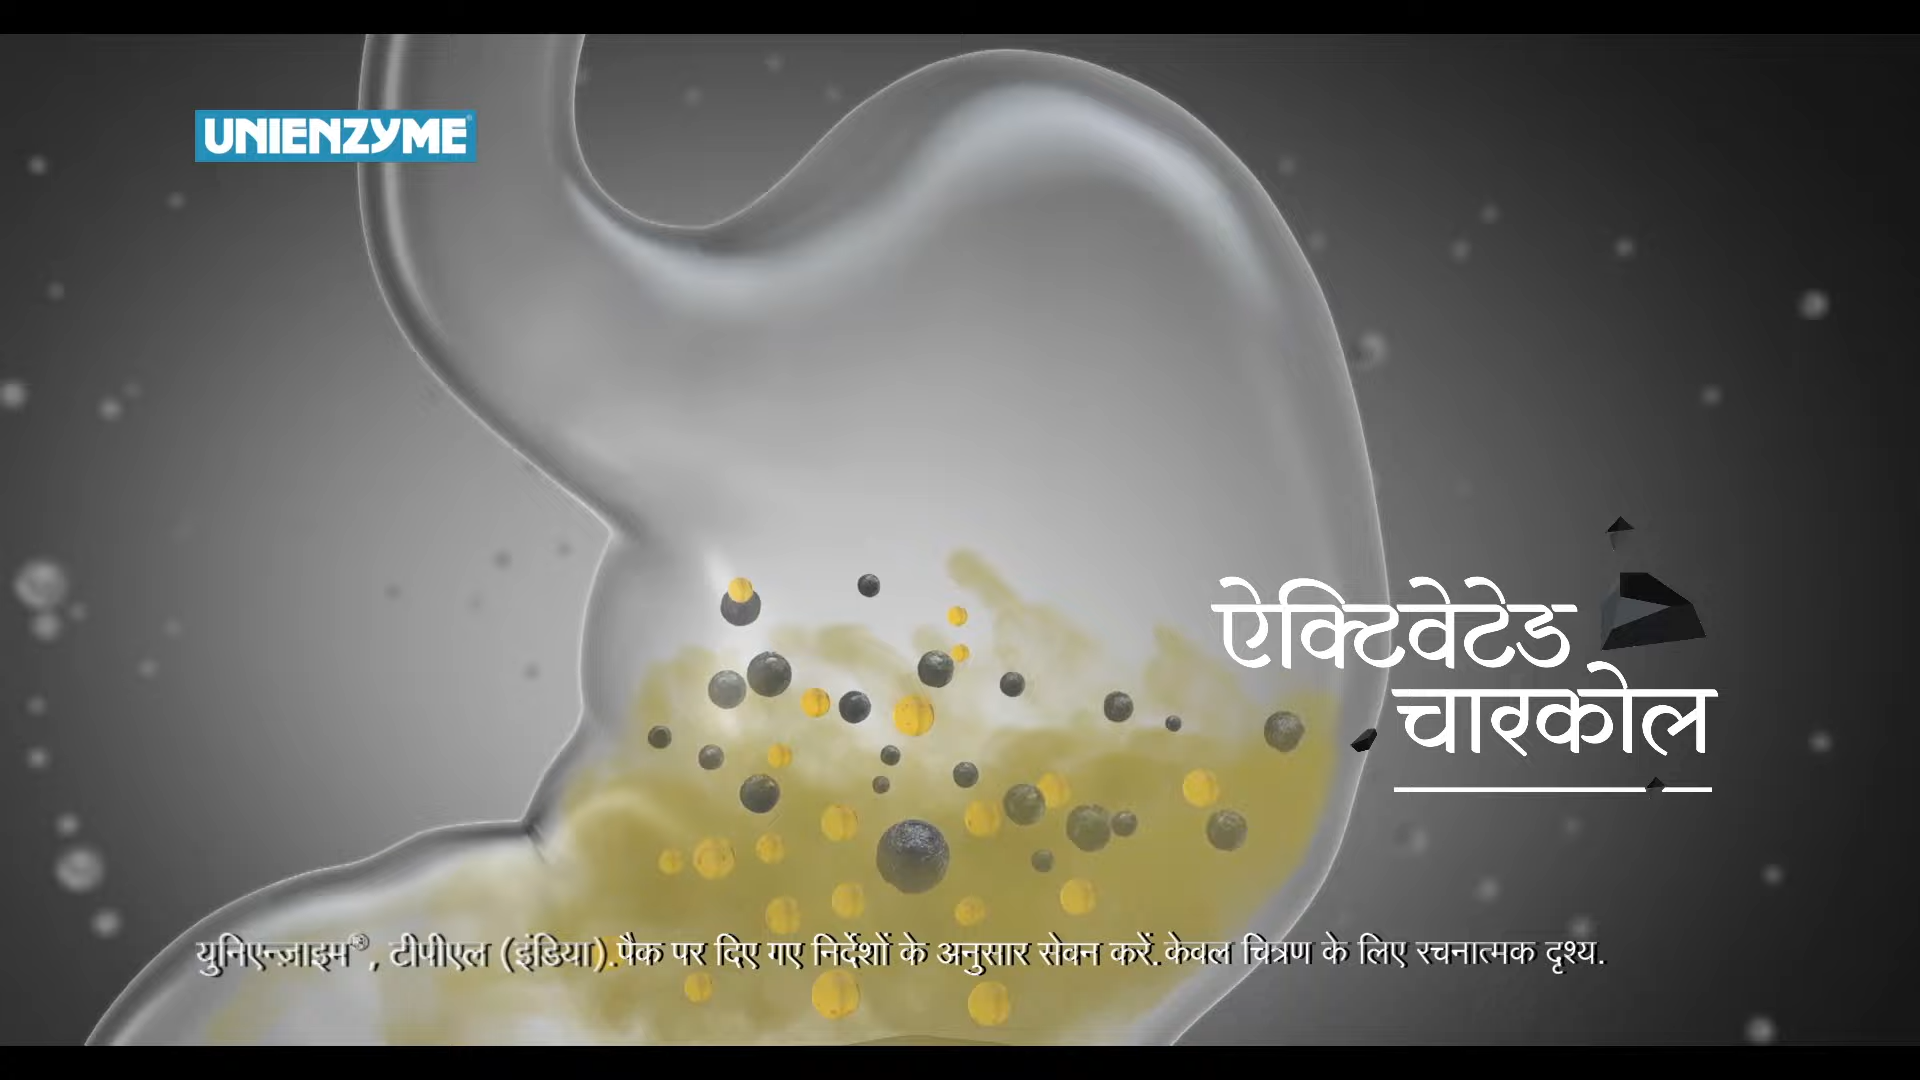 UNIENZYME®
ऐक्टिवेटेड
चारकोल
युनिएन्ज़ाइम®, टीपीएल (इंडिया).पैक पर दिए गए निर्देशों के अनुसार सेवन करें.केवल चित्रण के लिए रचनात्मक दृश्य.